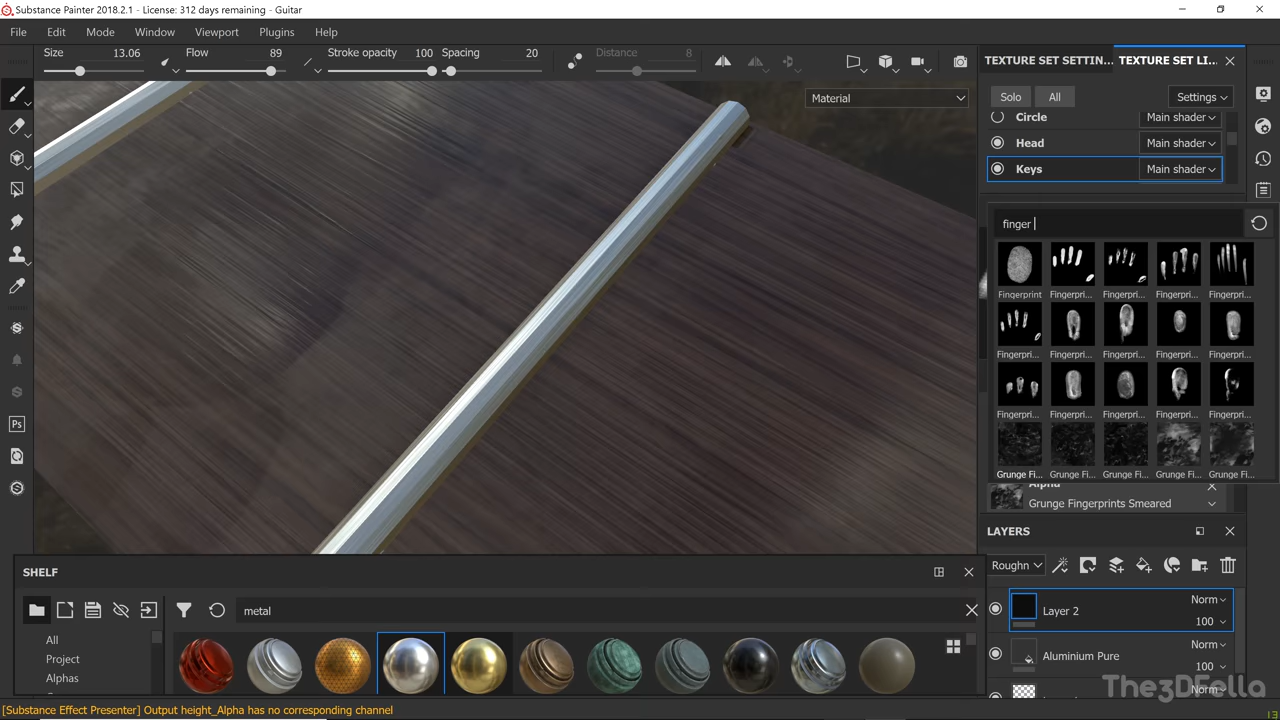 Substance Painter 2018.2.1 - License: 312 days remaining - Guitar
File Edit Mode Window Viewport Plugins Help
Size 13.06 Flow 89 Stroke opacity 100 Spacing 20 Distance 8
TEXTURE SET SETTIN... TEXTURE SET LI...
Material
Solo All Settings
Circle Main shader
Head Main shader
Keys Main shader
finger
Fingerprint Fingerpri... Fingerpri... Fingerpri... Fingerpri...
Fingerpri... Fingerpri... Fingerpri... Fingerpri... Fingerpri...
Fingerpri... Fingerpri... Fingerpri... Fingerpri... Fingerpri...
Grunge Fi... Grunge Fi... Grunge Fi... Grunge Fi... Grunge Fi...
Alpha
Grunge Fingerprints Smeared
LAYERS
Roughn
Norm
Layer 2
100
Norm
Aluminium Pure
100
Norm
SHELF
metal
All
Project
Alphas
Ps
[Substance Effect Presenter] Output height_Alpha has no corresponding channel
The3DFella